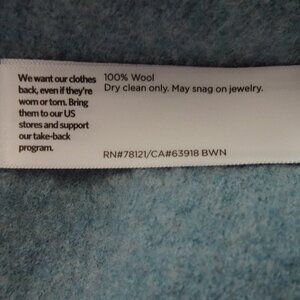 We want our clothes
back, even if they're
worn or torn. Bring
them to our US
stores and support
our take-back
program.
100% Wool
Dry clean only. May snag on jewelry.
RN#78121/CA#63918 BWN